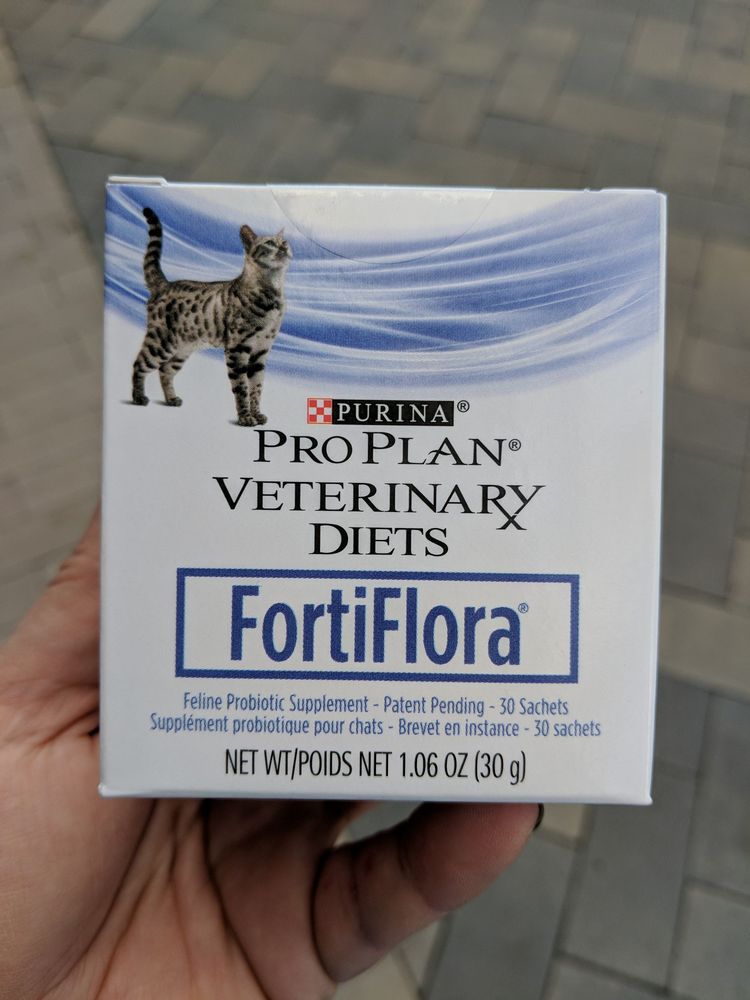 PURINA®
PRO PLAN®
VETERINARY
DIETS
FortiFlora®
Feline Probiotic Supplement - Patent Pending - 30 Sachets
Supplément probiotique pour chats - Brevet en instance - 30 sachets
NET WT/POIDS NET 1.06 OZ (30 g)